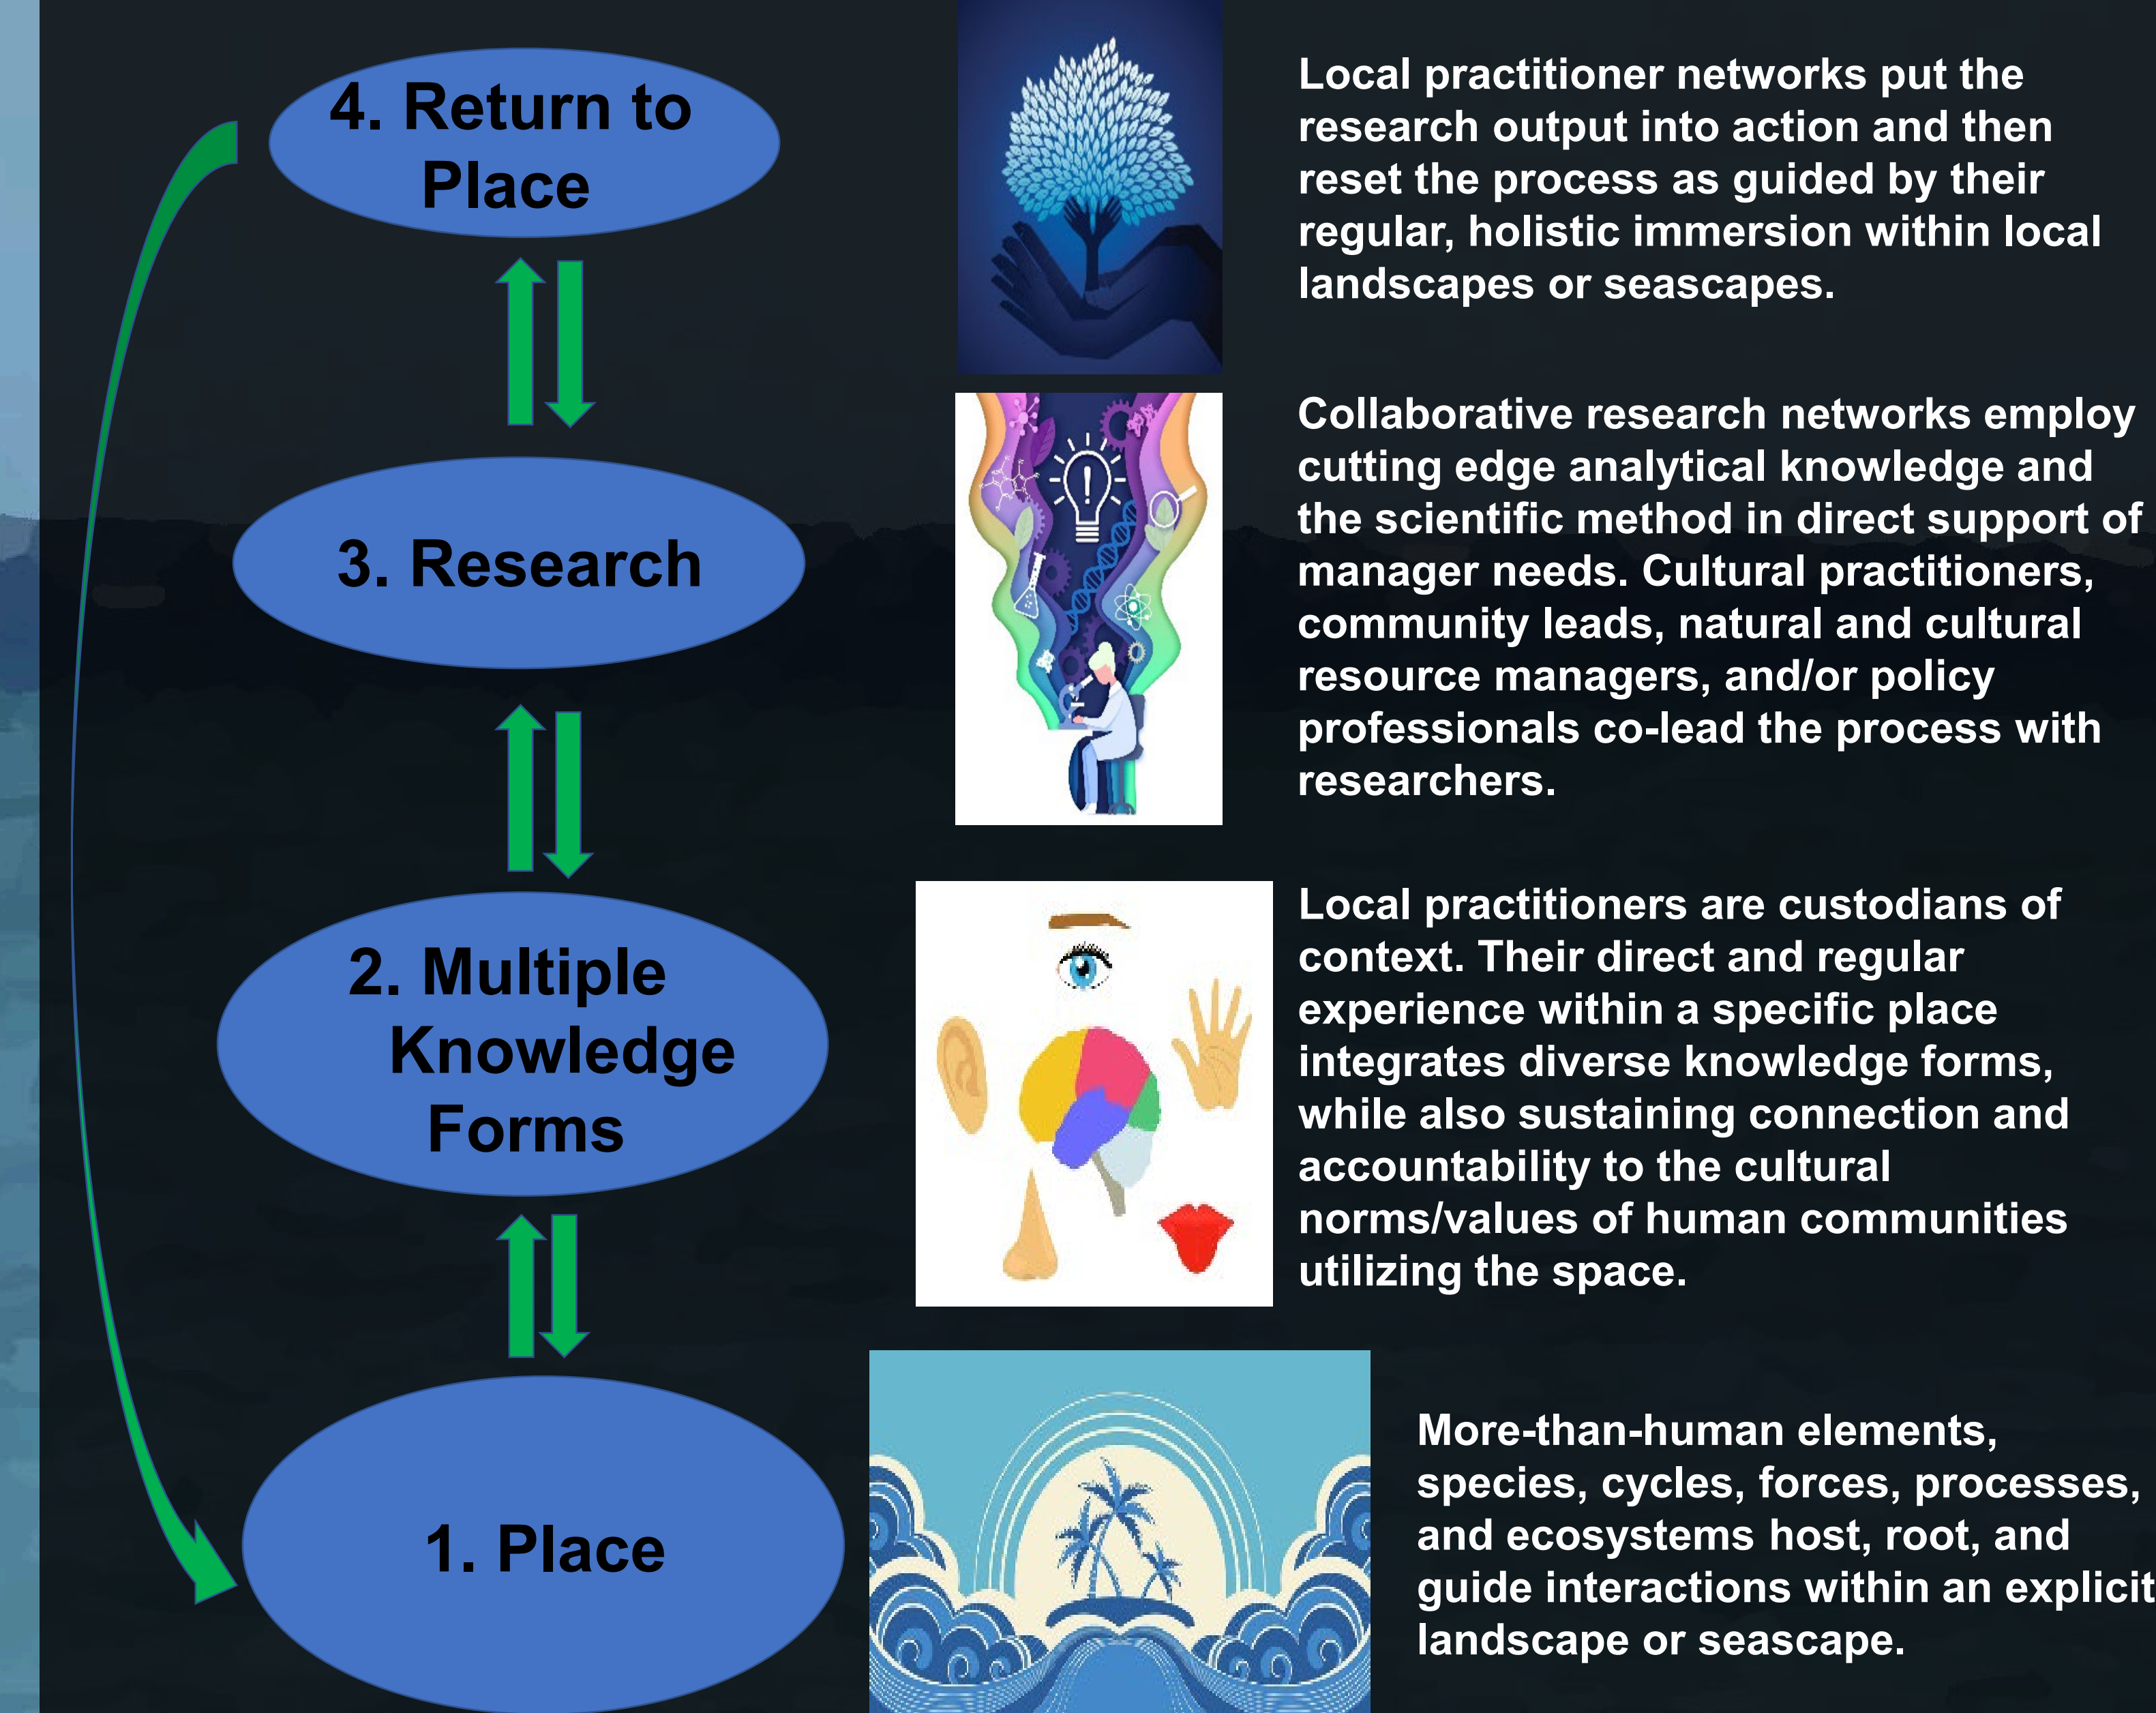 4. Return to
Place
Local practitioner networks put the
research output into action and then
reset the process as guided by their
regular, holistic immersion within local
landscapes or seascapes.
3. Research
Collaborative research networks employ
cutting edge analytical knowledge and
the scientific method in direct support of
manager needs. Cultural practitioners,
community leads, natural and cultural
resource managers, and/or policy
professionals co-lead the process with
researchers.
2. Multiple
Knowledge
Forms
Local practitioners are custodians of
context. Their direct and regular
experience within a specific place
integrates diverse knowledge forms,
while also sustaining connection and
accountability to the cultural
norms/values of human communities
utilizing the space.
1. Place
More-than-human elements,
species, cycles, forces, processes,
and ecosystems host, root, and
guide interactions within an explicit
landscape or seascape.